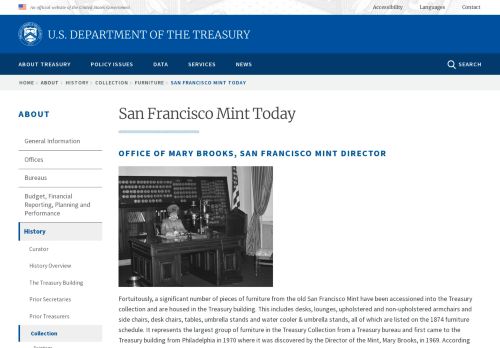 An official website of the United States Government
Accessibility Languages Contact
U.S. DEPARTMENT OF THE TREASURY
ABOUT TREASURY POLICY ISSUES DATA SERVICES NEWS SEARCH
HOME › ABOUT › HISTORY › COLLECTION › FURNITURE › SAN FRANCISCO MINT TODAY
ABOUT
General Information
Offices
Bureaus
Budget, Financial
Reporting, Planning and
Performance
History
Curator
History Overview
The Treasury Building
Prior Secretaries
Prior Treasurers
Collection
San Francisco Mint Today
OFFICE OF MARY BROOKS, SAN FRANCISCO MINT DIRECTOR
Fortuitously, a significant number of pieces of furniture from the old San Francisco Mint have been accessioned into the Treasury
collection and are housed in the Treasury building. This includes desks, lounges, upholstered and non-upholstered armchairs and
side chairs, desk chairs, tables, umbrella stands and water cooler & umbrella stands, all of which are listed on the 1874 furniture
schedule. It represents the largest group of furniture in the Treasury Collection from a Treasury bureau and first came to the
Treasury building from Philadelphia in 1970 where it was discovered by the Director of the Mint, Mary Brooks, in 1969. According